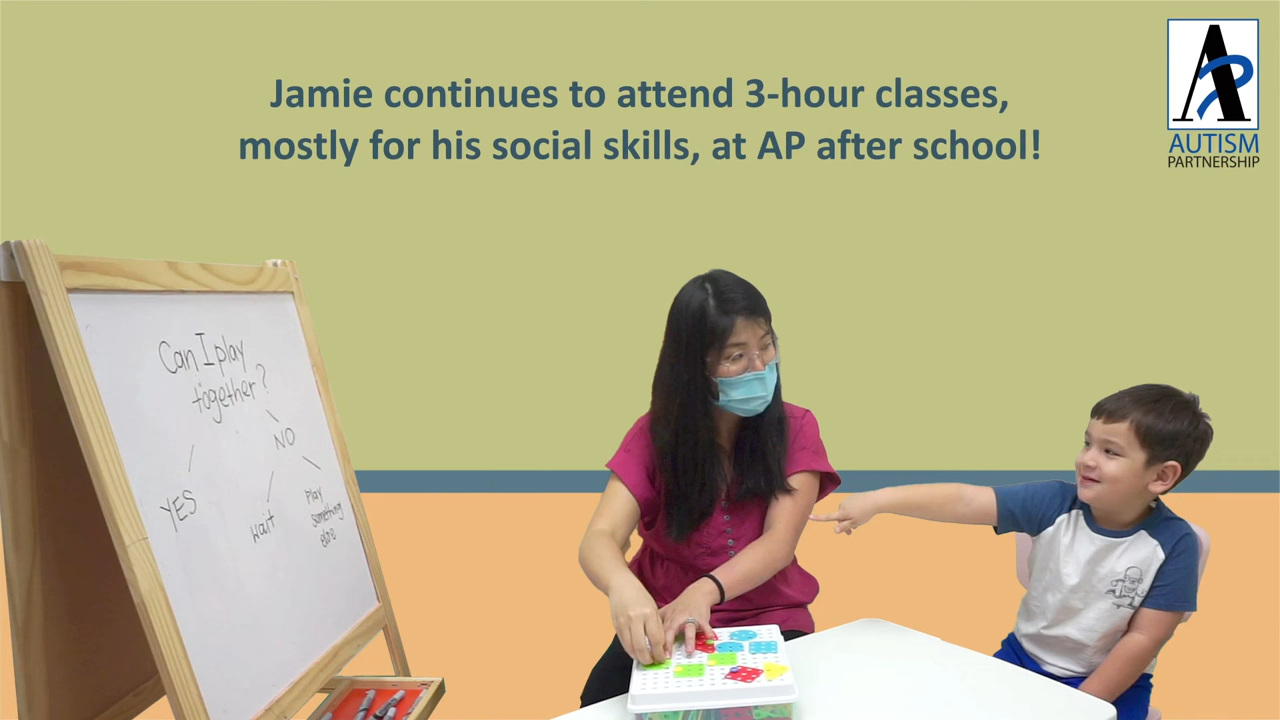 Jamie continues to attend 3-hour classes,
mostly for his social skills, at AP after school!
AP
AUTISM
PARTNERSHIP
Can I play
together?
NO
YES
wait
play
something
else